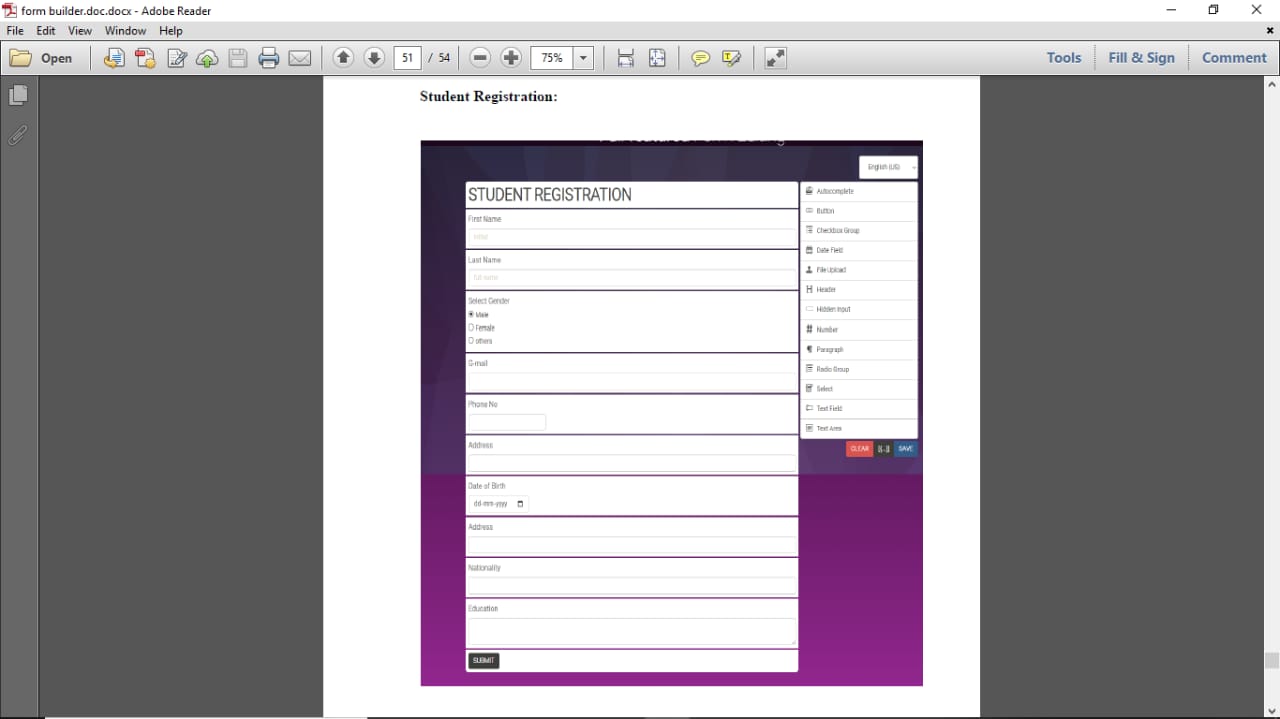 form builder.doc.docx - Adobe Reader
File Edit View Window Help
Open 51 / 54 75% Tools Fill & Sign Comment
Student Registration:
English (US)
STUDENT REGISTRATION
First Name
initial
Last Name
full name
Select Gender
Male
Female
others
G-mail
Phone No
Address
Date of Birth
dd-mm-yyyy
Address
Nationality
Education
SUBMIT
Autocomplete
Button
Checkbox Group
Date Field
File Upload
Header
Hidden Input
Number
Paragraph
Radio Group
Select
Text Field
Text Area
CLEAR [{..}] SAVE